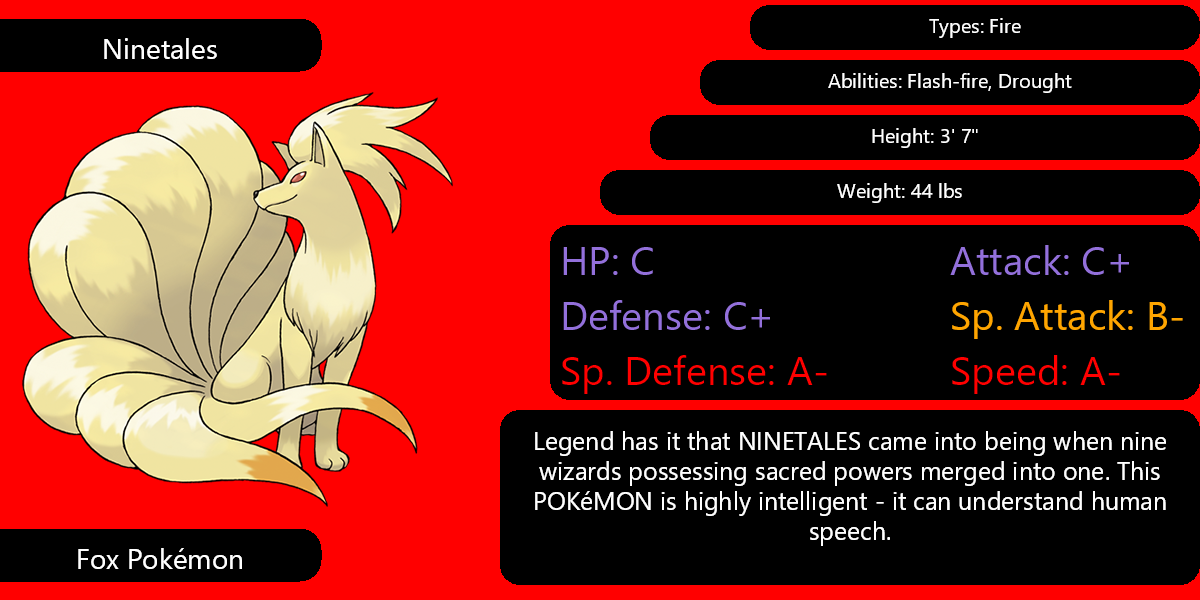 Ninetales
Types: Fire
Abilities: Flash-fire, Drought
Height: 3' 7"
Weight: 44 lbs
HP: C
Attack: C+
Defense: C+
Sp. Attack: B-
Sp. Defense: A-
Speed: A-
Legend has it that NINETALES came into being when nine
wizards possessing sacred powers merged into one. This
POKéMON is highly intelligent - it can understand human
speech.
Fox Pokémon